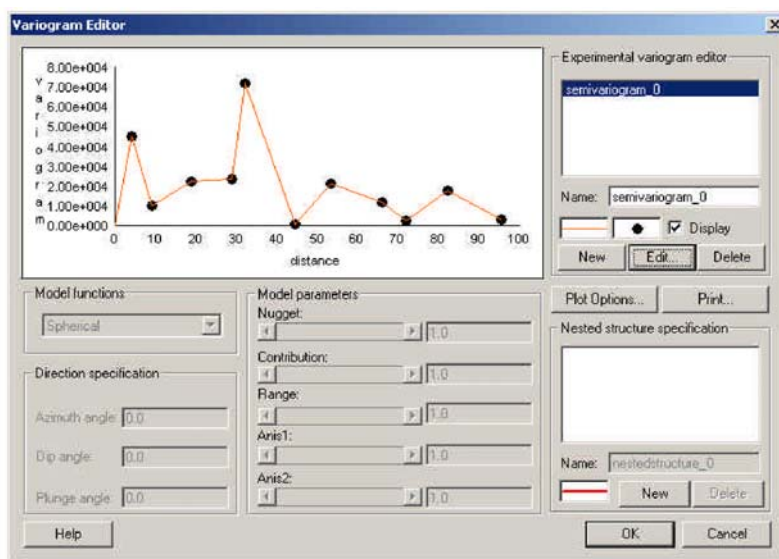 Variogram Editor
8.00e+004
7.00e+004
6.00e+004
5.00e+004
4.00e+004
3.00e+004
2.00e+004
1.00e+004
0.00e+004
variogram
0 10 20 30 40 50 60 70 80 90 100
distance
Experimental variogram editor
semivariogram_0
Name: semivariogram_0
Display
New Edit... Delete
Plot Options... Print...
Model functions
Spherical
Direction specification
Azimuth angle: 0.0
Dip angle: 0.0
Plunge angle: 0.0
Model parameters
Nugget:
1.0
Contribution:
1.0
Range:
1.0
Anis1:
1.0
Anis2:
1.0
Nested structure specification
Name: nestedstructure_0
New Delete
Help OK Cancel